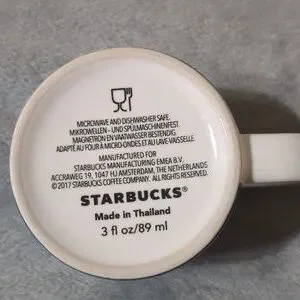 MICROWAVE AND DISHWASHER SAFE.
MIKROWELLEN - UND SPÜLMASCHINENFEST.
MAGNETRON EN VAATWASSER BESTENDIG.
ADAPTÉ AU FOUR À MICRO-ONDES ET AU LAVE-VAISSELLE.
MANUFACTURED FOR
STARBUCKS MANUFACTURING EMEA B.V.
ACCRAWEG 19, 1047 HJ AMSTERDAM, THE NETHERLANDS
© 2017 STARBUCKS COFFEE COMPANY. ALL RIGHTS RESERVED.
STARBUCKS®
Made in Thailand
3 fl oz/89 ml